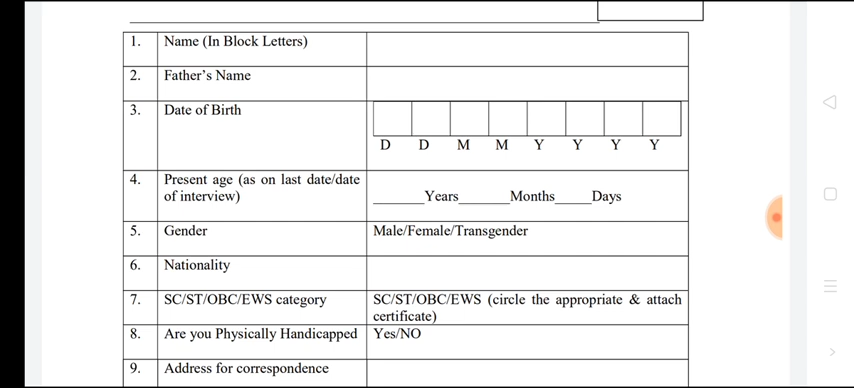 1. Name (In Block Letters)
2. Father's Name
3. Date of Birth
D D M M Y Y Y Y
4. Present age (as on last date/date
of interview) _______Years_______Months_____Days
5. Gender Male/Female/Transgender
6. Nationality
7. SC/ST/OBC/EWS category SC/ST/OBC/EWS (circle the appropriate & attach
certificate)
8. Are you Physically Handicapped Yes/NO
9. Address for correspondence